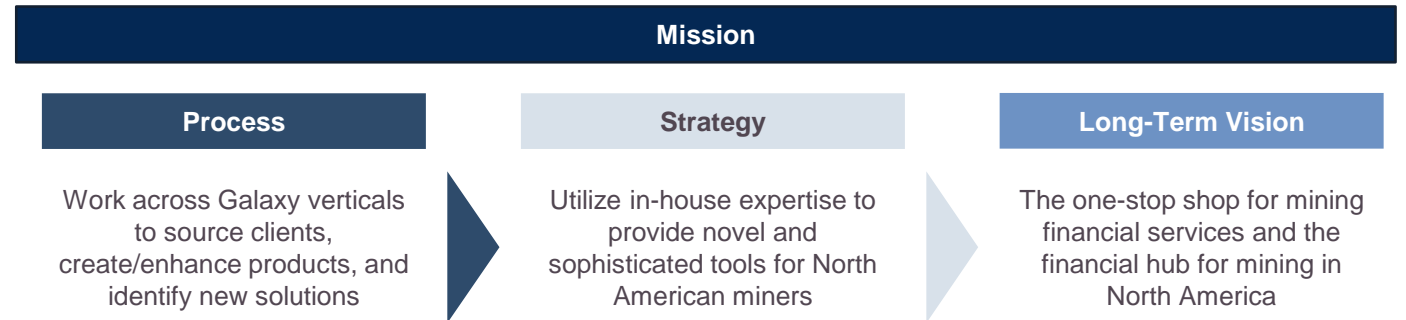 Mission
Process
Work across Galaxy verticals
to source clients,
create/enhance products, and
identify new solutions
Strategy
Utilize in-house expertise to
provide novel and
sophisticated tools for North
American miners
Long-Term Vision
The one-stop shop for mining
financial services and the
financial hub for mining in
North America